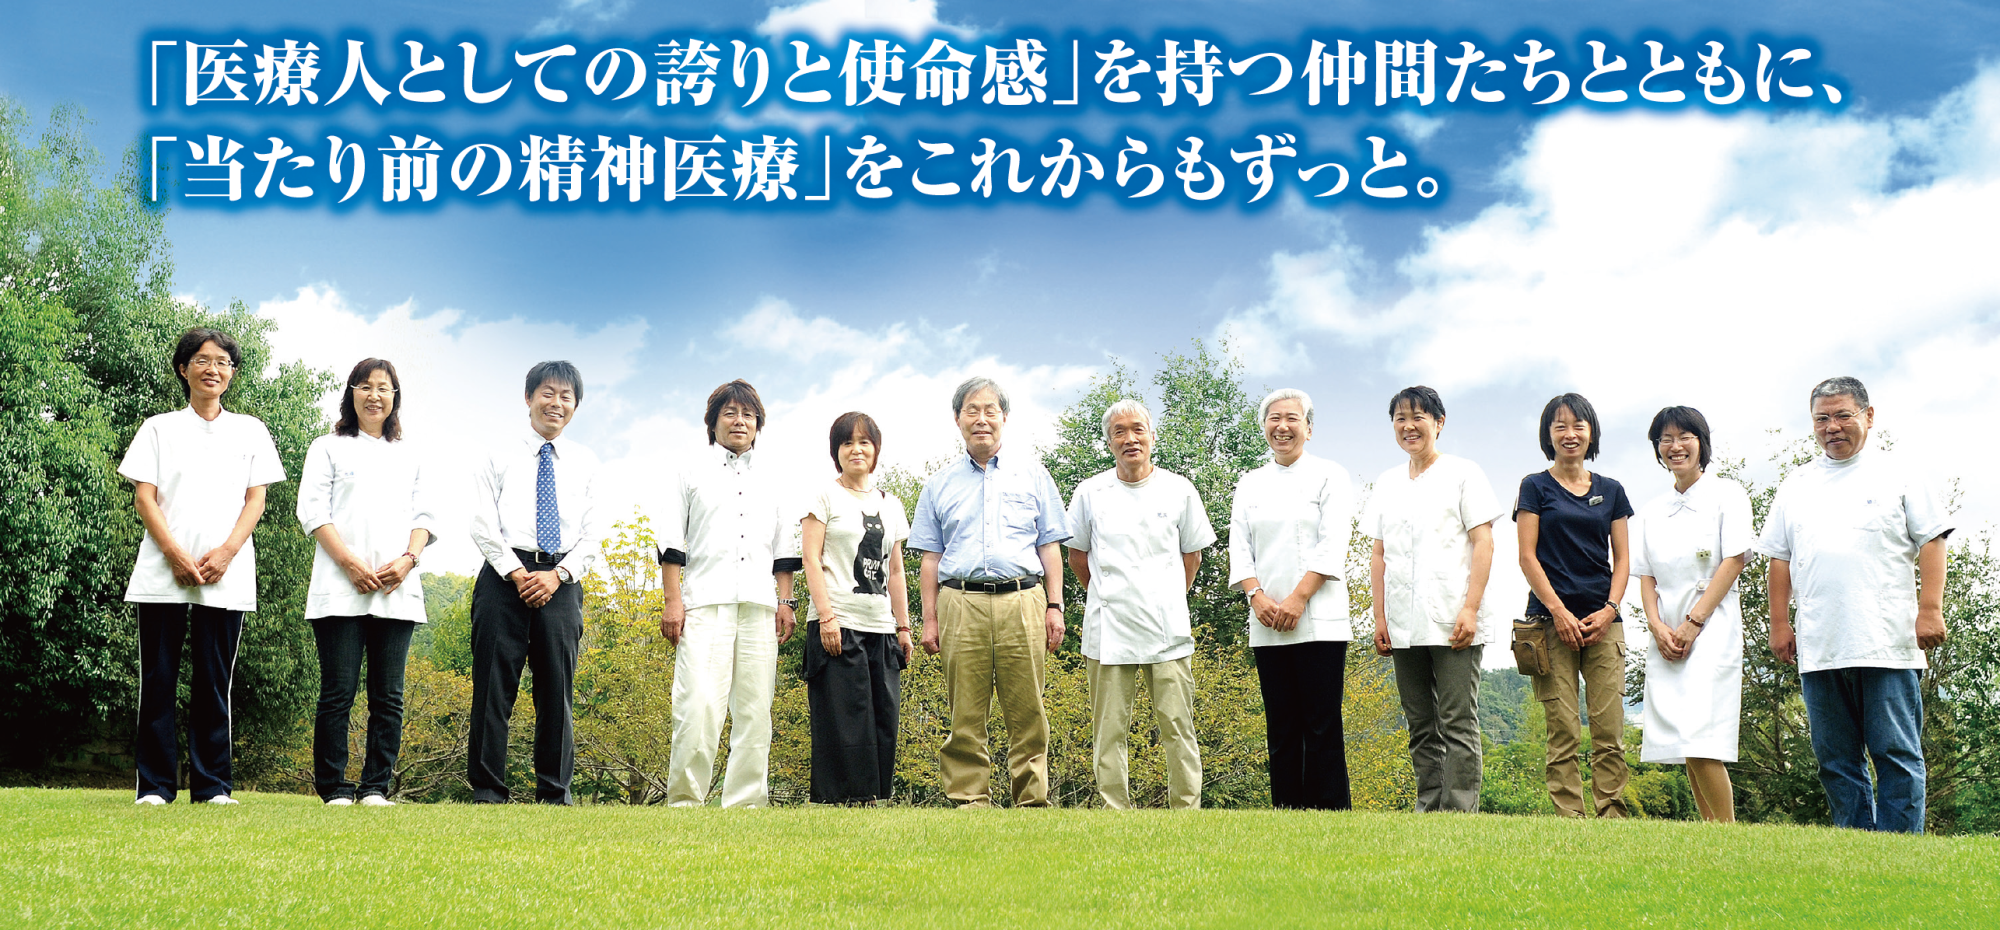 「医療人としての誇りと使命感」を持つ仲間たちとともに、
「当たり前の精神医療」をこれからもずっと。